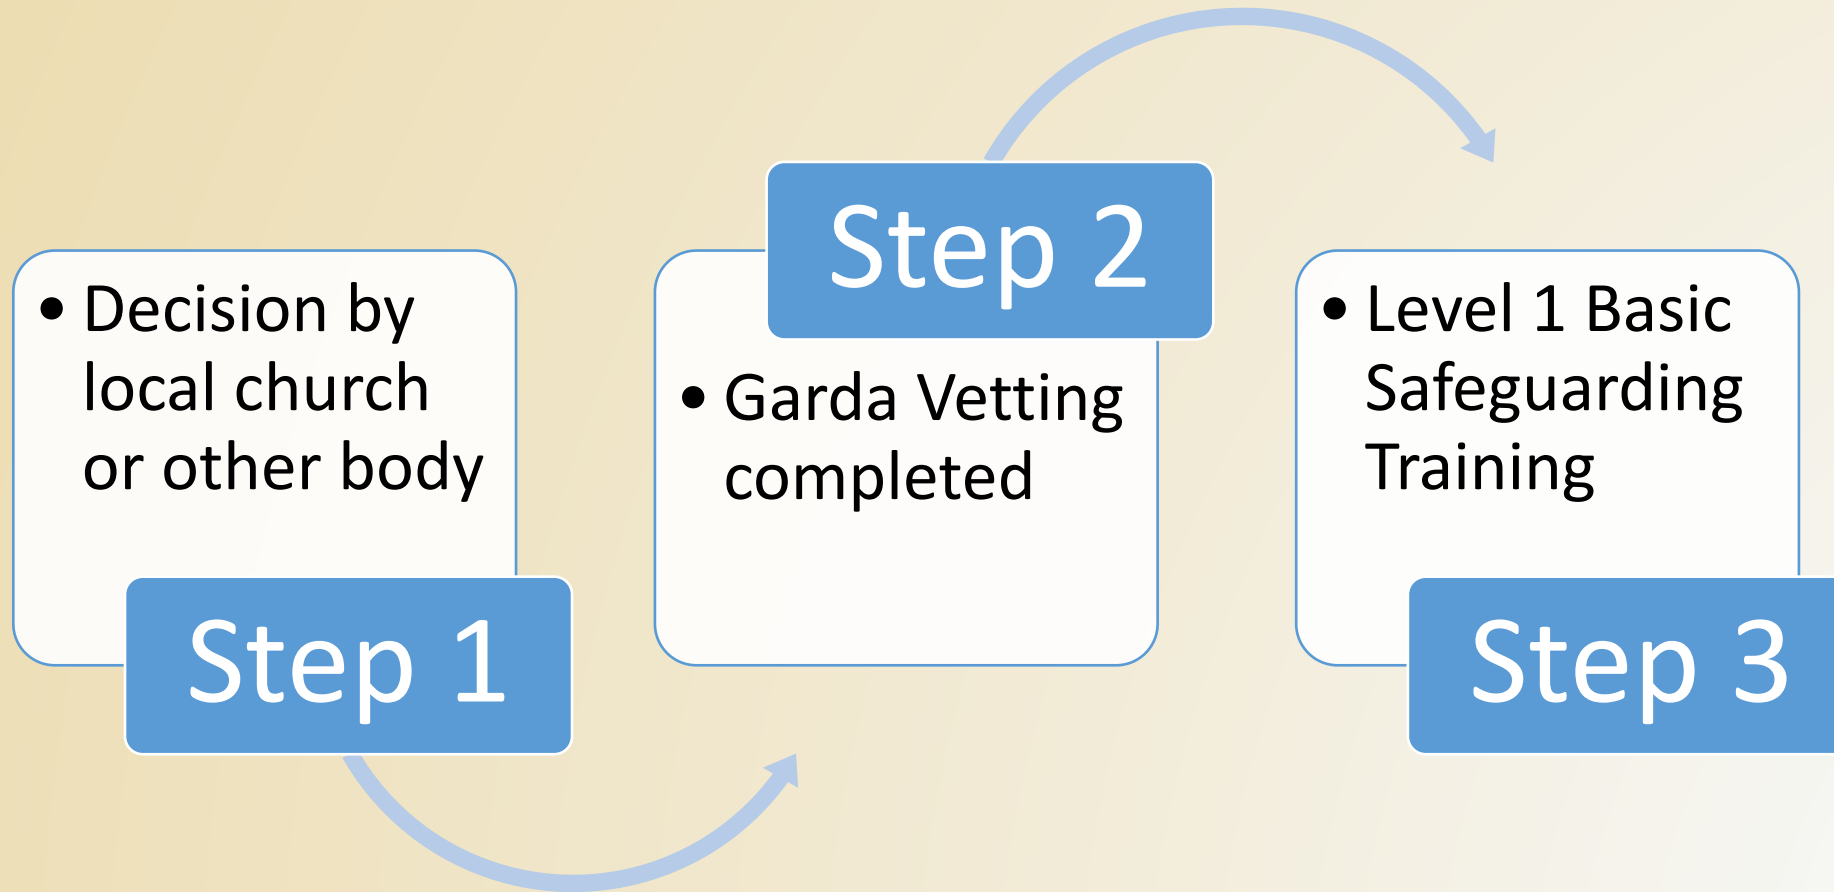 • Decision by
local church
or other body
Step 1
Step 2
• Garda Vetting
completed
• Level 1 Basic
Safeguarding
Training
Step 3